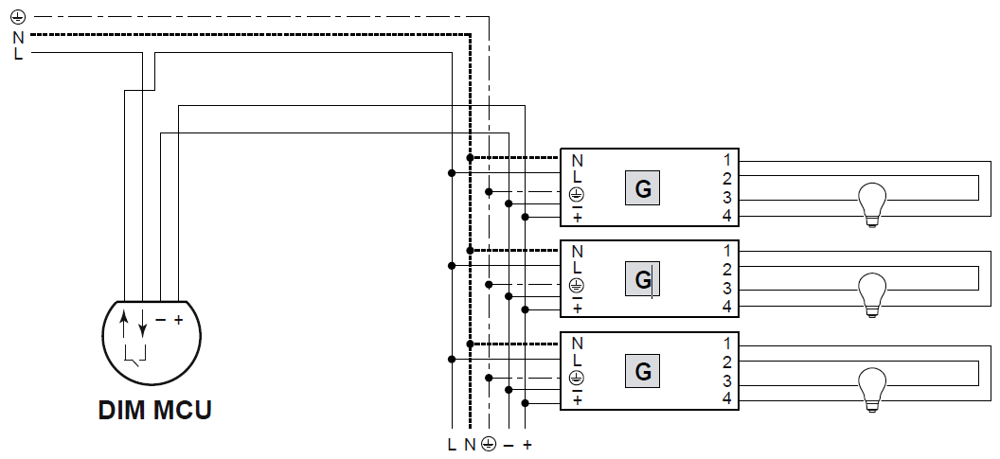 N
L
N 1
L G 2
3
– 4
+
N 1
L G 2
3
– 4
+
N 1
L G 2
3
– 4
+
– +
DIM MCU
L N – +